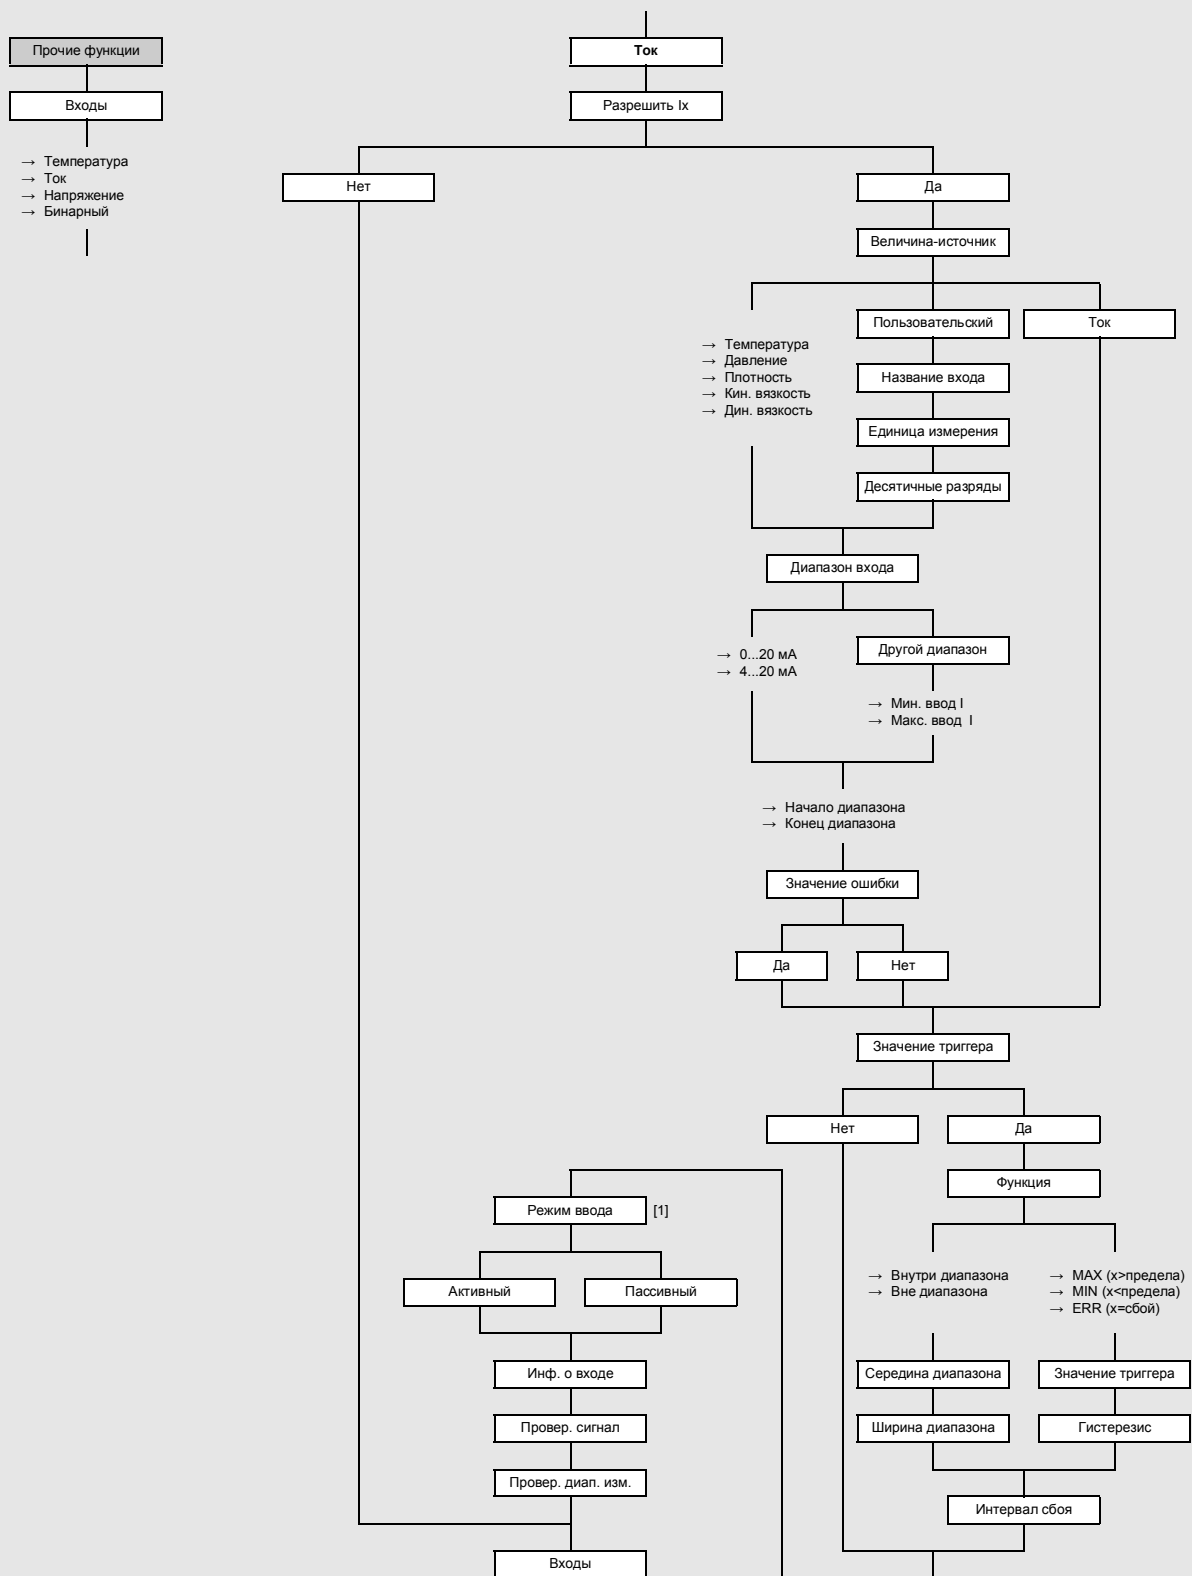 Прочие функции
Входы
→ Температура
→ Ток
→ Напряжение
→ Бинарный
Ток
Разрешить Ix
Нет
Да
Величина-источник
Пользовательский
Ток
→ Температура
→ Давление
→ Плотность
→ Кин. вязкость
→ Дин. вязкость
Название входа
Единица измерения
Десятичные разряды
Диапазон входа
→ 0...20 мА
→ 4...20 мА
Другой диапазон
→ Мин. ввод I
→ Макс. ввод I
→ Начало диапазона
→ Конец диапазона
Значение ошибки
Да
Нет
Значение триггера
Нет
Да
Функция
Режим ввода [1]
Активный
Пассивный
→ Внутри диапазона
→ Вне диапазона
→ MAX (x>предела)
→ MIN (x<предела)
→ ERR (x=сбой)
Инф. о входе
Середина диапазона
Значение триггера
Провер. сигнал
Ширина диапазона
Гистерезис
Провер. диап. изм.
Интервал сбоя
Входы